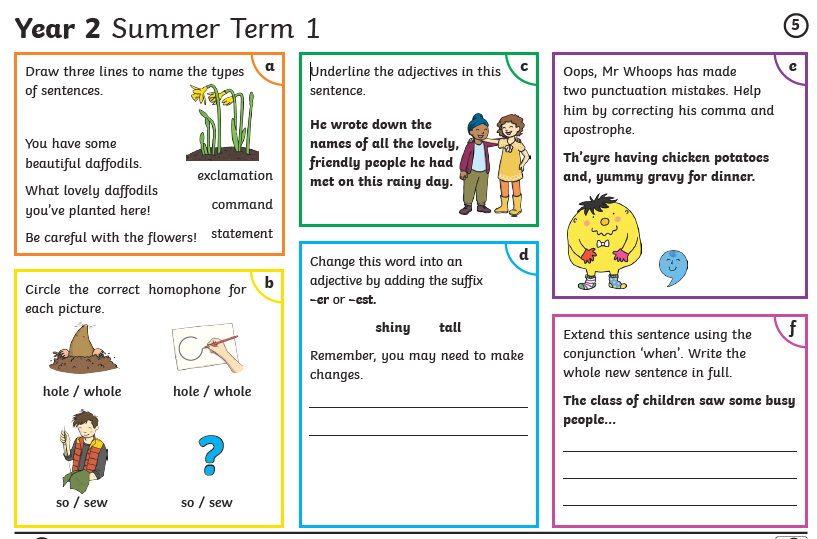 Year 2 Summer Term 1
5
a
Draw three lines to name the types
of sentences.
You have some
beautiful daffodils.
What lovely daffodils
you've planted here!
Be careful with the flowers!
exclamation
command
statement
b
Circle the correct homophone for
each picture.
hole / whole
hole / whole
so / sew
so / sew
?
c
Underline the adjectives in this
sentence.
He wrote down the
names of all the lovely,
friendly people he had
met on this rainy day.
d
Change this word into an
adjective by adding the suffix
–er or –est.
shiny tall
Remember, you may need to make
changes.
e
Oops, Mr Whoops has made
two punctuation mistakes. Help
him by correcting his comma and
apostrophe.
Th'eyre having chicken potatoes
and, yummy gravy for dinner.
f
Extend this sentence using the
conjunction ‘when’. Write the
whole new sentence in full.
The class of children saw some busy
people...